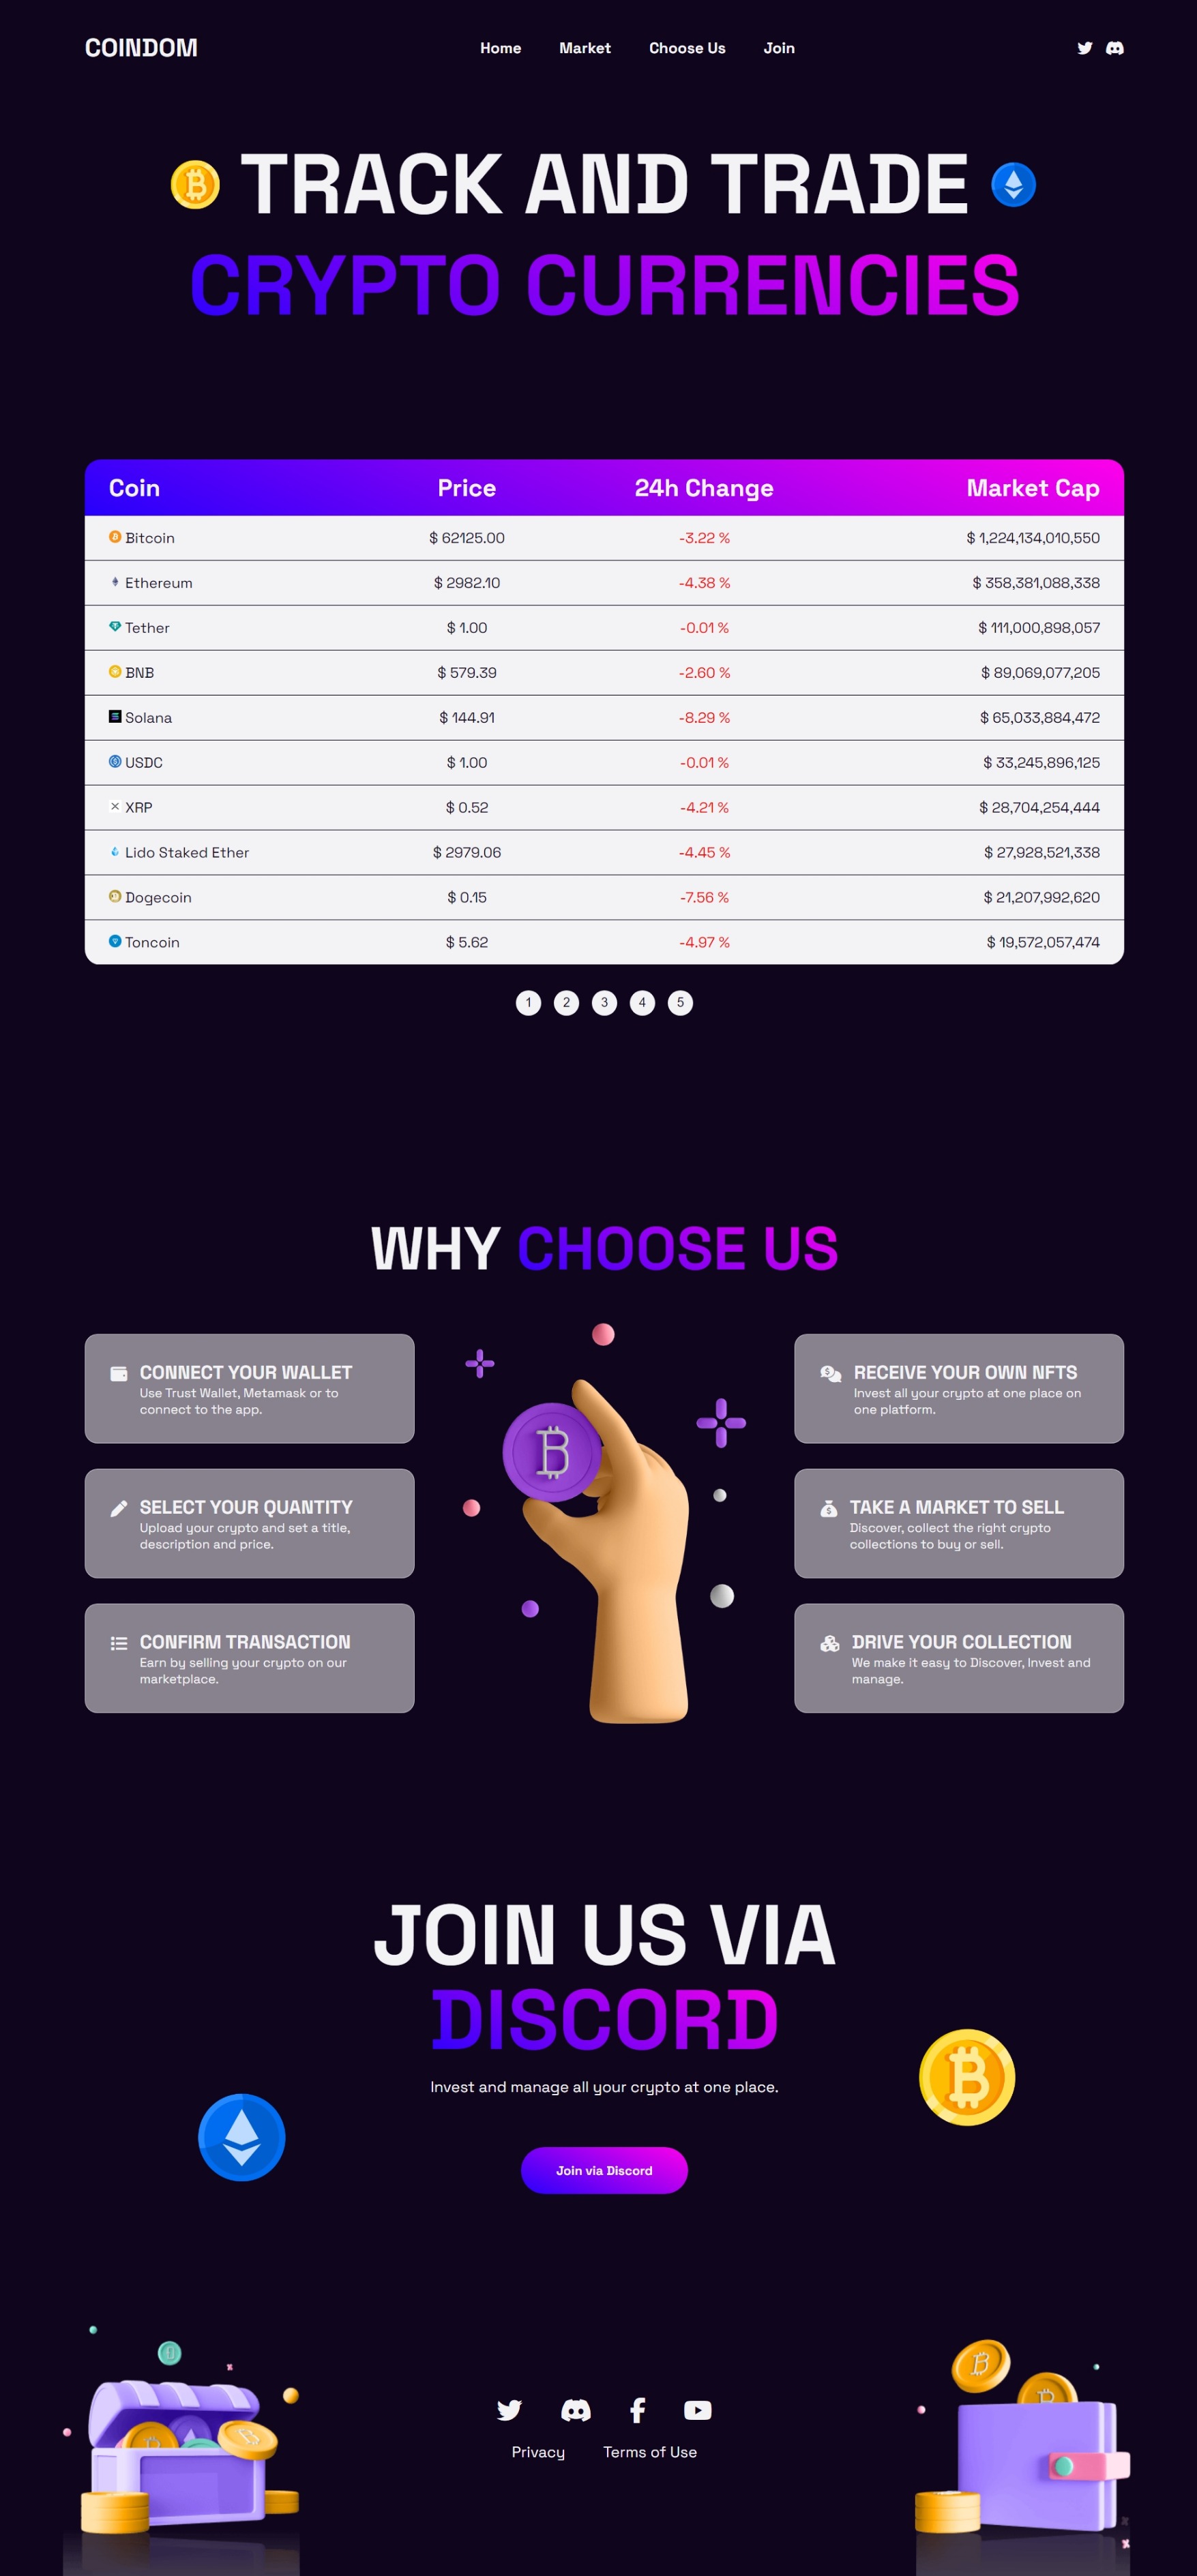 COINDOM
Home Market Choose Us Join
TRACK AND TRADE
CRYPTO CURRENCIES
Coin Price 24h Change Market Cap
Bitcoin $ 62125.00 -3.22 % $ 1,224,134,010,550
Ethereum $ 2982.10 -4.38 % $ 358,381,088,338
Tether $ 1.00 -0.01 % $ 111,000,898,057
BNB $ 579.39 -2.60 % $ 89,069,077,205
Solana $ 144.91 -8.29 % $ 65,033,884,472
USDC $ 1.00 -0.01 % $ 33,245,896,125
XRP $ 0.52 -4.21 % $ 28,704,254,444
Lido Staked Ether $ 2979.06 -4.45 % $ 27,928,521,338
Dogecoin $ 0.15 -7.56 % $ 21,207,992,620
Toncoin $ 5.62 -4.97 % $ 19,572,057,474
1 2 3 4 5
WHY CHOOSE US
CONNECT YOUR WALLET
Use Trust Wallet, Metamask or to
connect to the app.
SELECT YOUR QUANTITY
Upload your crypto and set a title,
description and price.
CONFIRM TRANSACTION
Earn by selling your crypto on our
marketplace.
RECEIVE YOUR OWN NFTS
Invest all your crypto at one place on
one platform.
TAKE A MARKET TO SELL
Discover, collect the right crypto
collections to buy or sell.
DRIVE YOUR COLLECTION
We make it easy to Discover, Invest and
manage.
JOIN US VIA
DISCORD
Invest and manage all your crypto at one place.
Join via Discord
Privacy Terms of Use